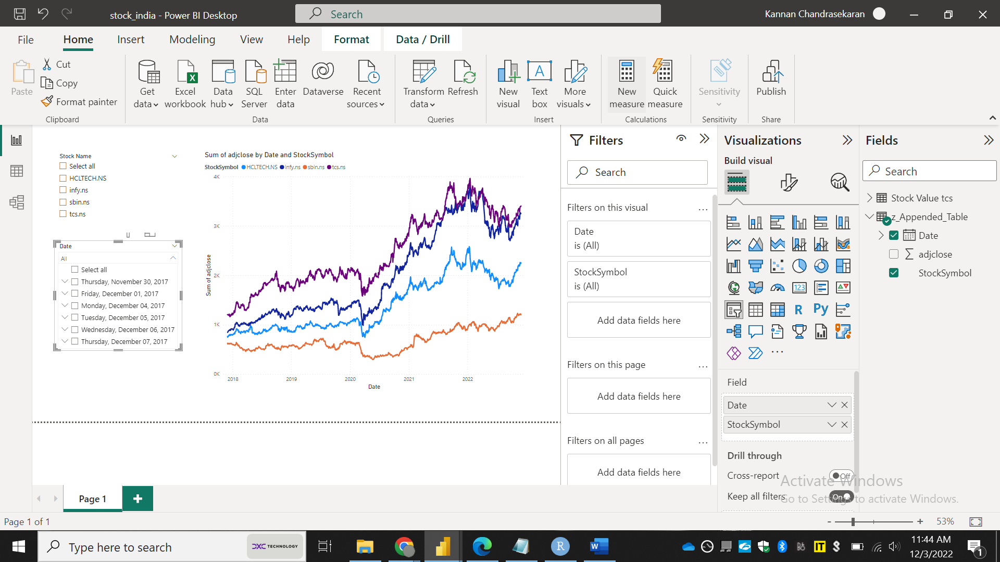 stock_india - Power BI Desktop
Search
Kannan Chandrasekaran
File
Home
Insert
Modeling
View
Help
Format
Data / Drill
Paste
Cut
Copy
Format painter
Clipboard
Get data
Excel workbook
Data hub
SQL Server
Enter data
Dataverse
Recent sources
Data
Transform data
Refresh
Queries
New visual
Text box
More visuals
Insert
New measure
Quick measure
Calculations
Sensitivity
Sensitivity
Publish
Share
Stock Name
Select all
HCLTECH.NS
infy.ns
sbin.ns
tcs.ns
Date
All
Select all
Thursday, November 30, 2017
Friday, December 01, 2017
Monday, December 04, 2017
Tuesday, December 05, 2017
Wednesday, December 06, 2017
Thursday, December 07, 2017
Sum of adjclose by Date and StockSymbol
StockSymbol HCLTECH.NS infy.ns sbin.ns tcs.ns
4K
3K
2K
1K
0K
Sum of adjclose
2018 2019 2020 2021 2022
Date
Filters
Search
Filters on this visual
...
Date
is (All)
StockSymbol
is (All)
Add data fields here
Filters on this page
...
Add data fields here
Filters on all pages
...
Add data fields here
Visualizations
Build visual
123
R
Py
...
Field
Date
StockSymbol
Drill through
Cross-report
Off
Keep all filters
On
Fields
Search
Stock Value tcs
z_Appended_Table
Date
adjclose
StockSymbol
Activate Windows
Go to Settings to activate Windows.
Page 1
Page 1 of 1
- + 53%
Type here to search
DXC TECHNOLOGY
R
W
IT
11:44 AM
12/3/2022
1